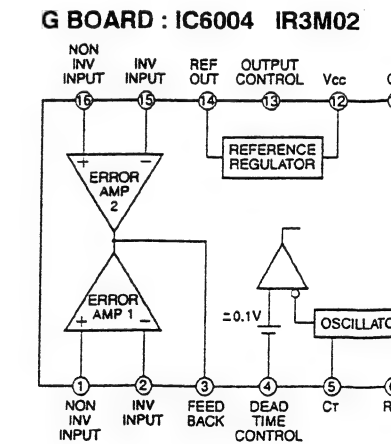 G BOARD : IC6004 IR3M02
NON
INV
INPUT
INV
INPUT
REF
OUT
OUTPUT
CONTROL
Vcc
16
15
14
13
12
REFERENCE
REGULATOR
+
−
ERROR
AMP
2
ERROR
AMP 1
+
−
≃0.1V
OSCILLATO
1
2
3
4
5
NON
INV
INPUT
INV
INPUT
FEED
BACK
DEAD
TIME
CONTROL
CT
R